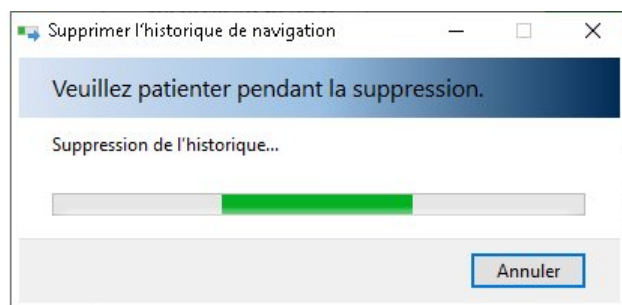 Supprimer l'historique de navigation
Veuillez patienter pendant la suppression.
Suppression de l'historique...
Annuler